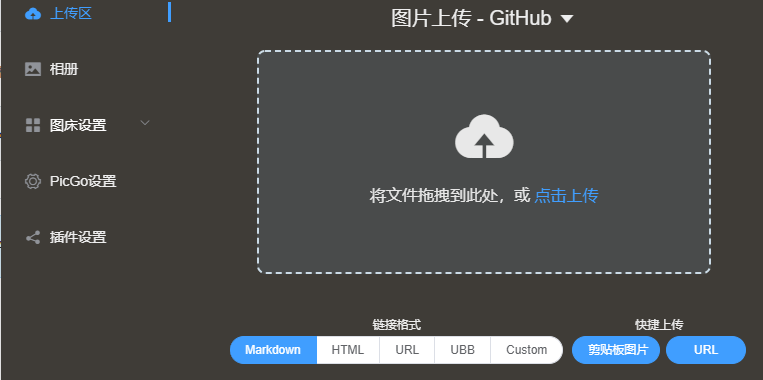 上传区
相册
图床设置
PicGo设置
插件设置
图片上传 - GitHub
将文件拖拽到此处，或 点击上传
链接格式
Markdown HTML URL UBB Custom
快捷上传
剪贴板图片 URL